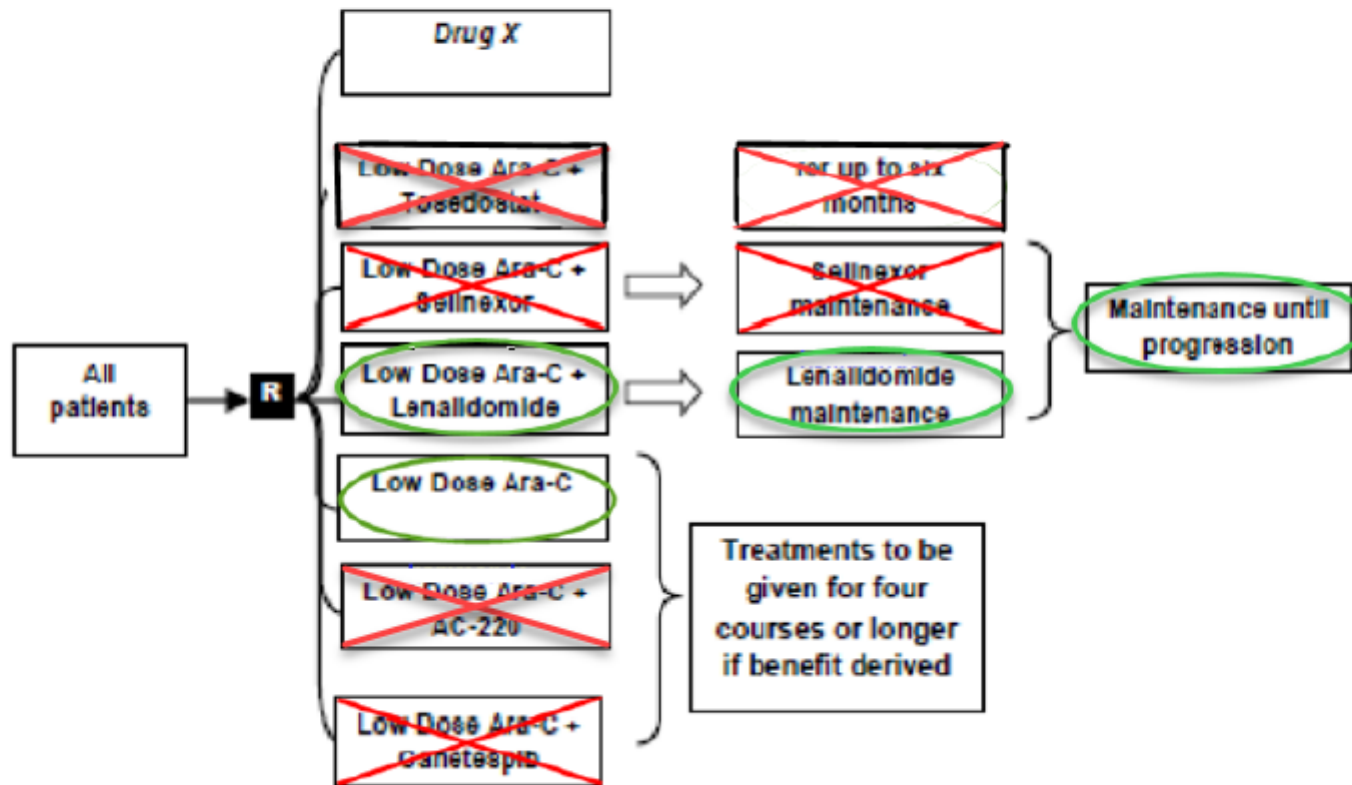 Drug X
Low Dose Ara-C +
Tosedostat
for up to six
months
Low Dose Ara-C +
Selinexor
Selinexor
maintenance
Maintenance until
progression
All
patients
R
Low Dose Ara-C +
Lenalidomide
Lenalidomide
maintenance
Low Dose Ara-C
Treatments to be
given for four
courses or longer
if benefit derived
Low Dose Ara-C +
AC-220
Low Dose Ara-C +
Ganetespib